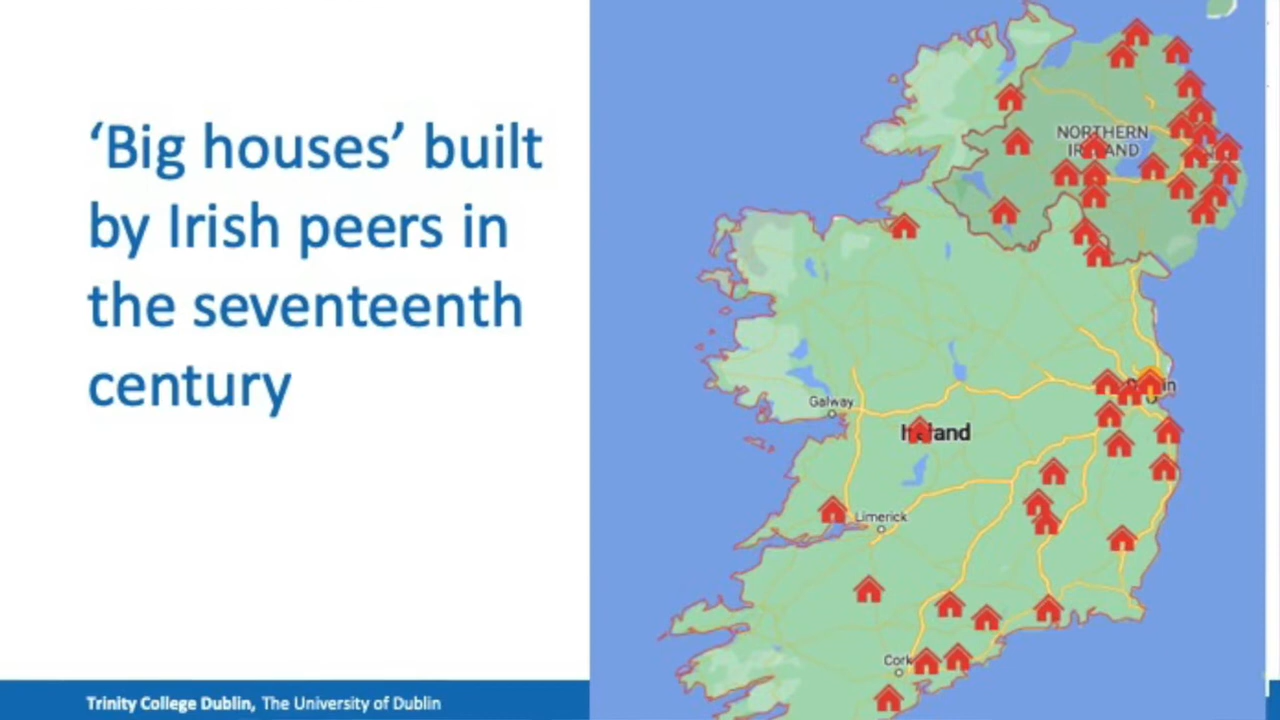 ‘Big houses’ built
by Irish peers in
the seventeenth
century
NORTHERN
IRELAND
Galway
Ireland
Limerick
Cork
Trinity College Dublin, The University of Dublin